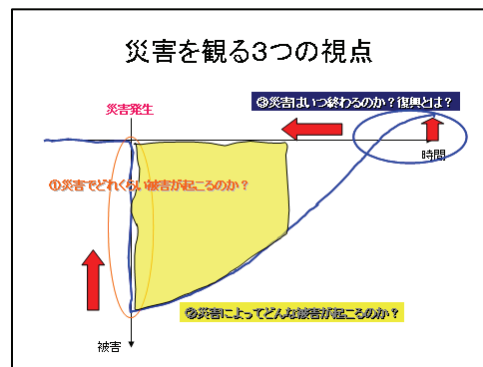 災害を観る3つの視点
③災害はいつ終わるのか?復興とは?
災害発生
時間
①災害でどれくらい被害が起こるのか?
②災害によってどんな被害が起こるのか?
被害